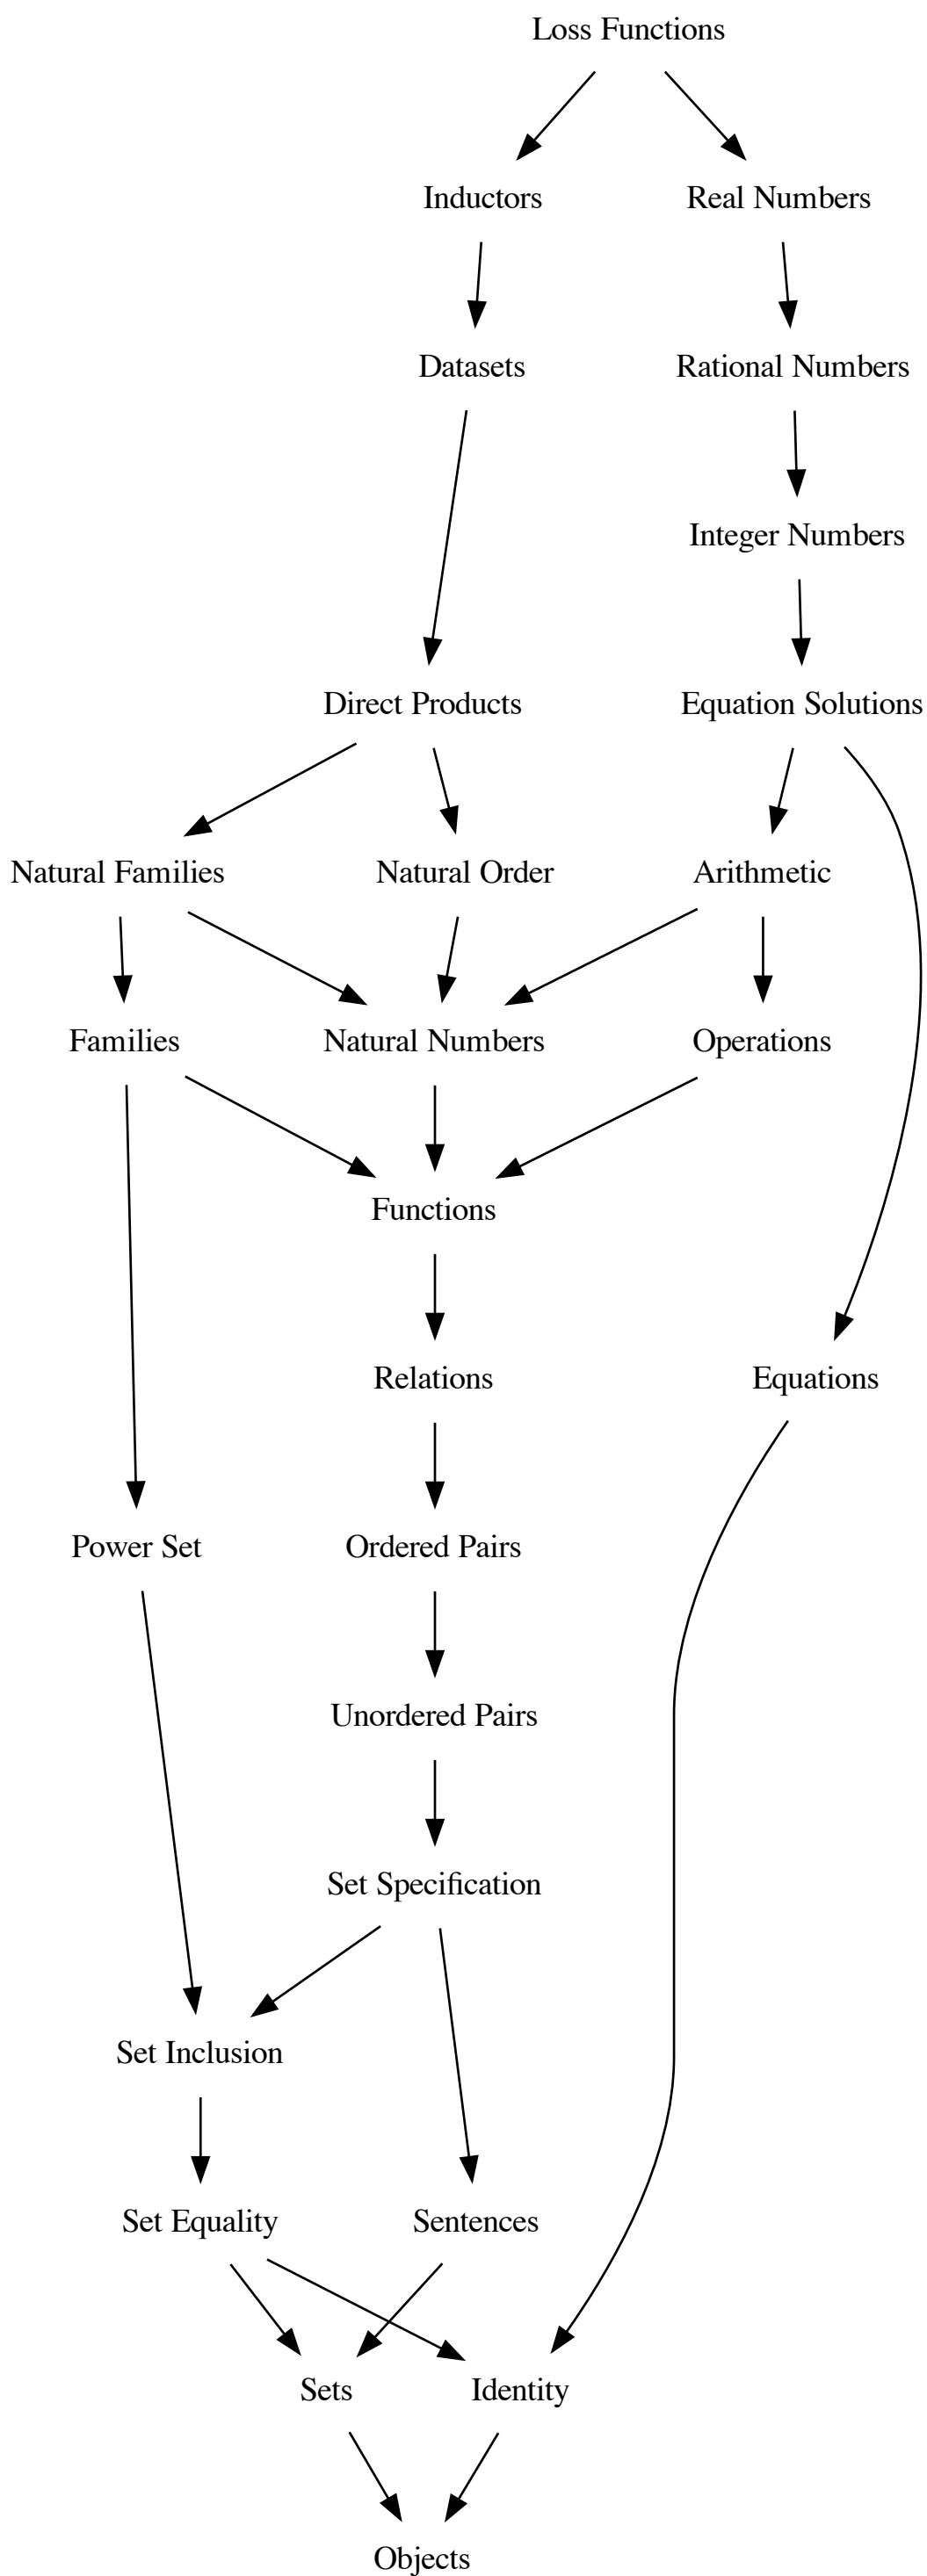 Loss Functions
Inductors
Real Numbers
Datasets
Rational Numbers
Integer Numbers
Direct Products
Equation Solutions
Natural Families
Natural Order
Arithmetic
Families
Natural Numbers
Operations
Functions
Relations
Equations
Power Set
Ordered Pairs
Unordered Pairs
Set Specification
Set Inclusion
Set Equality
Sentences
Sets
Identity
Objects